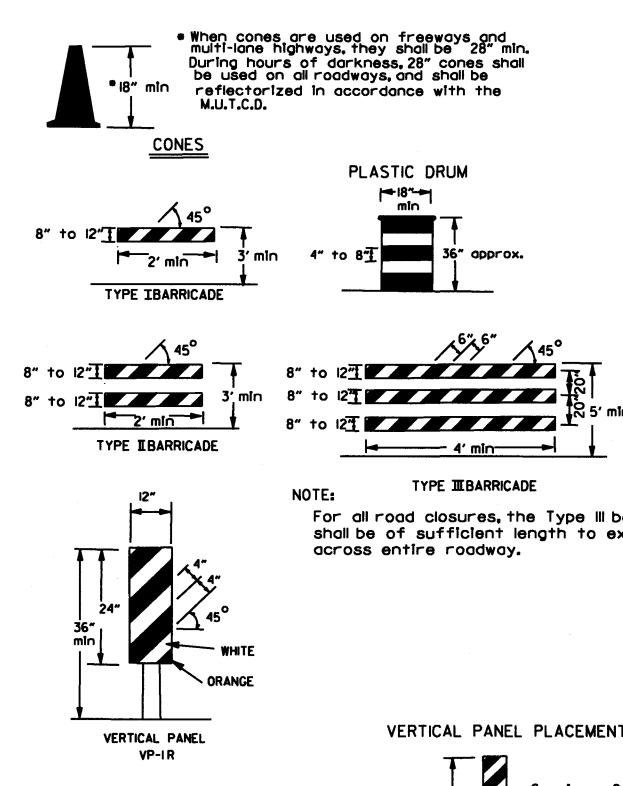 * When cones are used on freeways and
multi-lane highways, they shall be 28" min.
During hours of darkness, 28" cones shall
be used on all roadways, and shall be
reflectorized in accordance with the
M.U.T.C.D.
*18" min
CONES
PLASTIC DRUM
18"
min
4" to 8"
36" approx.
45°
8" to 12"
2' min
3' min
TYPE I BARRICADE
45°
8" to 12"
8" to 12"
2' min
3' min
TYPE II BARRICADE
6" 6"
45°
8" to 12"
8" to 12"
8" to 12"
20"
20"
5' min
4' min
TYPE III BARRICADE
NOTE:
For all road closures, the Type III b
shall be of sufficient length to ex
across entire roadway.
12"
4"
4"
24"
36"
min
45°
WHITE
ORANGE
VERTICAL PANEL
VP-1R
VERTICAL PANEL PLACEMENT